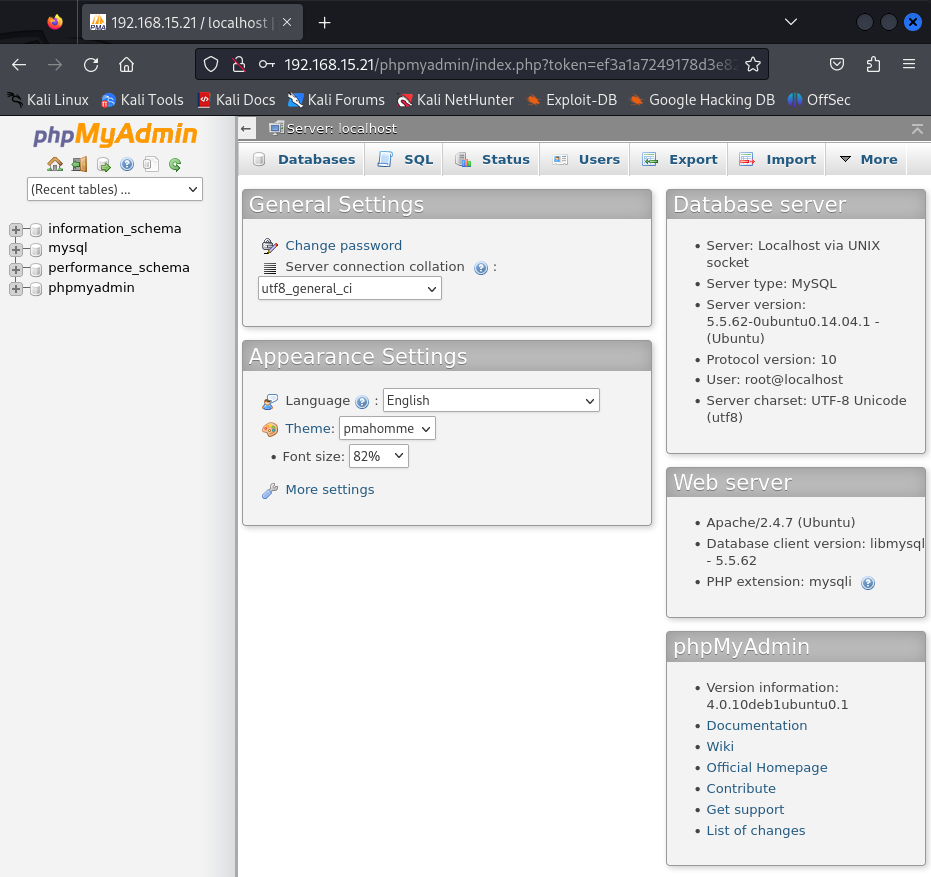 192.168.15.21 / localhost |
192.168.15.21/phpmyadmin/index.php?token=ef3a1a7249178d3e82
Kali Linux
Kali Tools
Kali Docs
Kali Forums
Kali NetHunter
Exploit-DB
Google Hacking DB
OffSec
phpMyAdmin
(Recent tables) ...
information_schema
mysql
performance_schema
phpmyadmin
Server: localhost
Databases
SQL
Status
Users
Export
Import
More
General Settings
Change password
Server connection collation :
utf8_general_ci
Appearance Settings
Language :
English
Theme:
pmahomme
• Font size:
82%
More settings
Database server
• Server: Localhost via UNIX
socket
• Server type: MySQL
• Server version:
5.5.62-0ubuntu0.14.04.1 -
(Ubuntu)
• Protocol version: 10
• User: root@localhost
• Server charset: UTF-8 Unicode
(utf8)
Web server
• Apache/2.4.7 (Ubuntu)
• Database client version: libmysql
- 5.5.62
• PHP extension: mysqli
phpMyAdmin
• Version information:
4.0.10deb1ubuntu0.1
• Documentation
• Wiki
• Official Homepage
• Contribute
• Get support
• List of changes